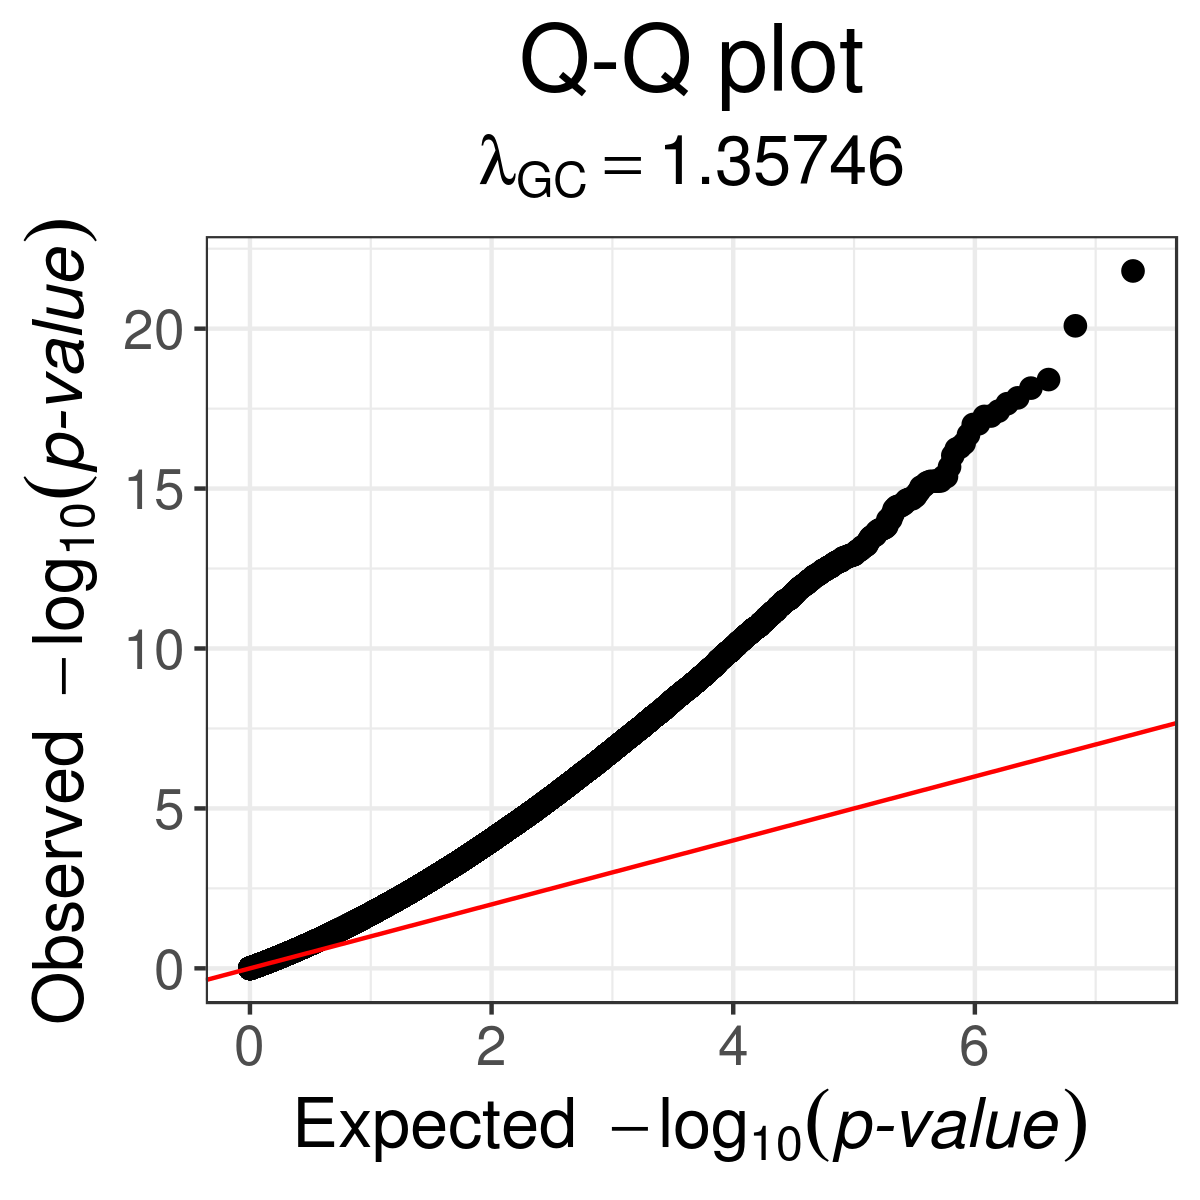 Q-Q plot
λGC = 1.35746
Observed −log10(p-value)
20
15
10
5
0
0 2 4 6
Expected −log10(p-value)